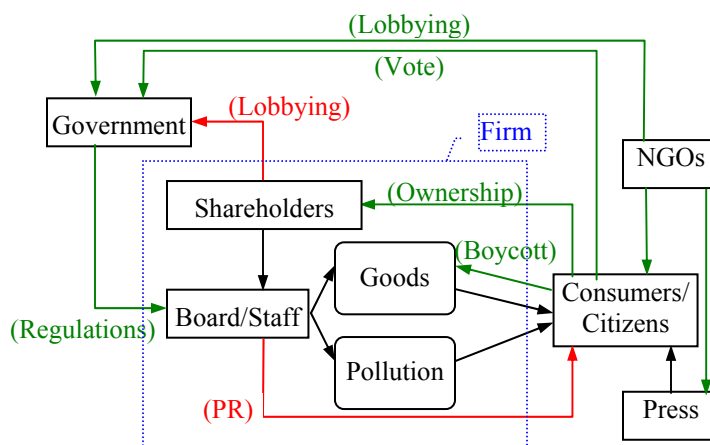 (Lobbying)
(Vote)
(Lobbying)
Government
Firm
NGOs
(Ownership)
Shareholders
(Boycott)
Goods
Consumers/
Citizens
(Regulations)
Board/Staff
Pollution
(PR)
Press